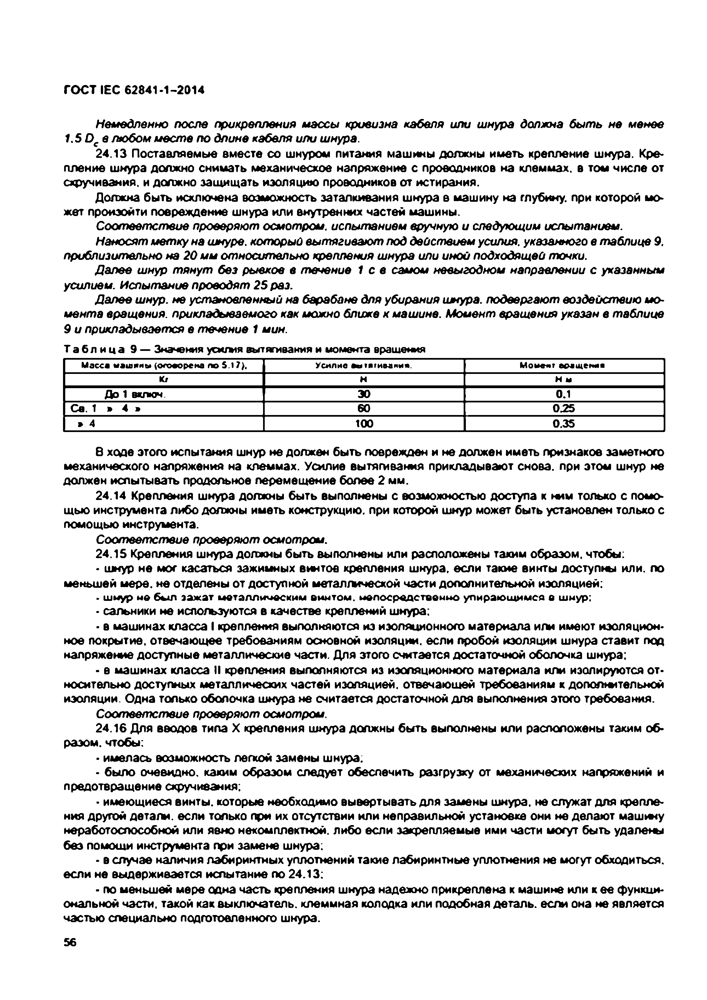 ГОСТ IEC 62841-1–2014
Немедленно после прикрепления массы кривизна кабеля или шнура должна быть не менее
1.5 Dc в любом месте по длине кабеля или шнура.
24.13 Поставляемые вместе со шнуром питания машины должны иметь крепление шнура. Кре-
пление шнура должно снимать механическое напряжение с проводников на клеммах, в том числе от
скручивания, и должно защищать изоляцию проводников от истирания.
Должна быть исключена возможность заталкивания шнура в машину на глубину, при которой мо-
жет произойти повреждение шнура или внутренних частей машины.
Соответствие проверяют осмотром, испытанием вручную и следующим испытанием.
Наносят метку на шнуре, который вытягивают под действием усилия, указанного в таблице 9,
приблизительно на 20 мм относительно крепления шнура или иной подходящей точки.
Далее шнур тянут без рывков в течение 1 с в самом невыгодном направлении с указанным
усилием. Испытание проводят 25 раз.
Далее шнур, не установленный на барабане для убирания шнура, подвергают воздействию мо-
мента вращения, прикладываемого как можно ближе к машине. Момент вращения указан в таблице
9 и прикладывается в течение 1 мин.
Таблица 9 — Значения усилия вытягивания и момента вращения
Масса машины (оговорена по 5.17), Усилие вытягивания, Момент вращения
Кг Н Н м
До 1 включ. 30 0.1
Св. 1 » 4 » 60 0.25
» 4 100 0.35
В ходе этого испытания шнур не должен быть поврежден и не должен иметь признаков заметного
механического напряжения на клеммах. Усилие вытягивания прикладывают снова, при этом шнур не
должен испытывать продольное перемещение более 2 мм.
24.14 Крепления шнура должны быть выполнены с возможностью доступа к ним только с помо-
щью инструмента либо должны иметь конструкцию, при которой шнур может быть установлен только с
помощью инструмента.
Соответствие проверяют осмотром.
24.15 Крепления шнура должны быть выполнены или расположены таким образом, чтобы:
- шнур не мог касаться зажимных винтов крепления шнура, если такие винты доступны или, по
меньшей мере, не отделены от доступной металлической части дополнительной изоляцией;
- шнур не был зажат металлическим винтом, непосредственно упирающимся в шнур;
- сальники не используются в качестве креплений шнура;
- в машинах класса I крепления выполняются из изоляционного материала или имеют изоляцион-
ное покрытие, отвечающее требованиям основной изоляции, если пробой изоляции шнура ставит под
напряжение доступные металлические части. Для этого считается достаточной оболочка шнура;
- в машинах класса II крепления выполняются из изоляционного материала или изолируются от-
носительно доступных металлических частей изоляцией, отвечающей требованиям к дополнительной
изоляции. Одна только оболочка шнура не считается достаточной для выполнения этого требования.
Соответствие проверяют осмотром.
24.16 Для вводов типа X крепления шнура должны быть выполнены или расположены таким об-
разом, чтобы:
- имелась возможность легкой замены шнура;
- было очевидно, каким образом следует обеспечить разгрузку от механических напряжений и
предотвращение скручивания;
- имеющиеся винты, которые необходимо вывертывать для замены шнура, не служат для крепле-
ния другой детали, если только при их отсутствии или неправильной установке они не делают машину
неработоспособной или явно некомплектной, либо если закрепляемые ими части могут быть удалены
без помощи инструмента при замене шнура;
- в случае наличия лабиринтных уплотнений такие лабиринтные уплотнения не могут обходиться,
если не выдерживается испытание по 24.13;
- по меньшей мере одна часть крепления шнура надежно прикреплена к машине или к ее функци-
ональной части, такой как выключатель, клеммная колодка или подобная деталь, если она не является
частью специально подготовленного шнура.
56